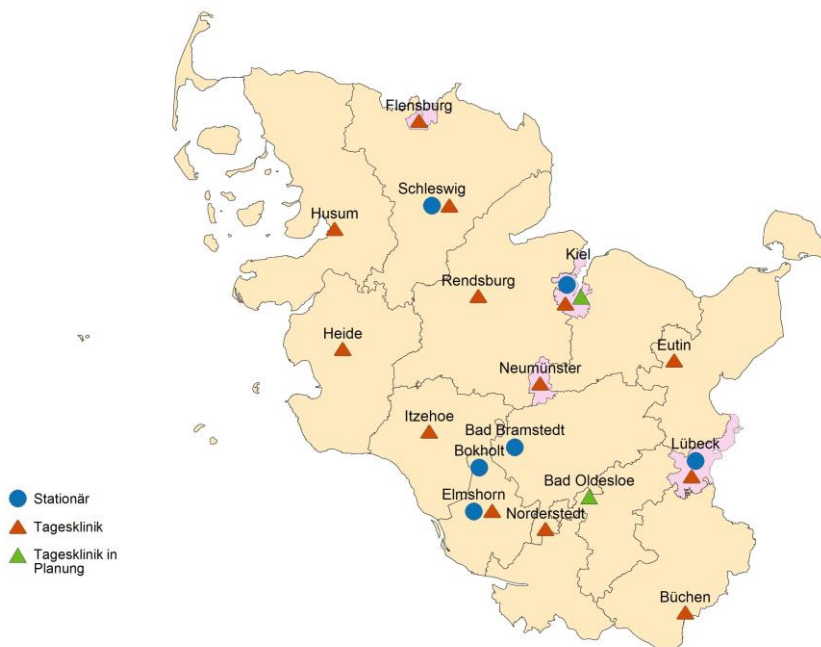 Flensburg
Schleswig
Husum
Kiel
Rendsburg
Heide
Eutin
Neumünster
Itzehoe
Bad Bramstedt
Lübeck
Bokholt
Bad Oldesloe
Elmshorn
Norderstedt
Büchen
Stationär
Tagesklinik
Tagesklinik in
Planung